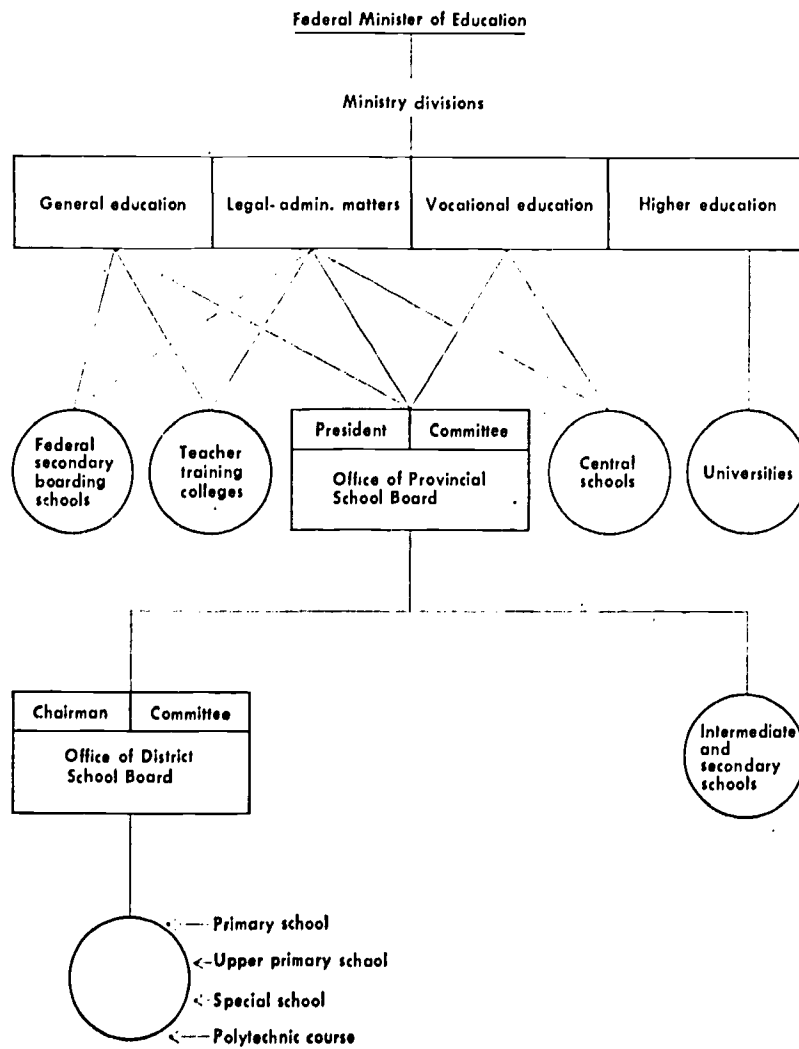 Federal Minister of Education
Ministry divisions
General education
Legal- admin. matters
Vocational education
Higher education
Federal
secondary
boarding
schools
Teacher
training
colleges
President
Committee
Office of Provincial
School Board
Central
schools
Universities
Chairman
Committee
Office of District
School Board
Intermediate
and
secondary
schools
Primary school
Upper primary school
Special school
Polytechnic course